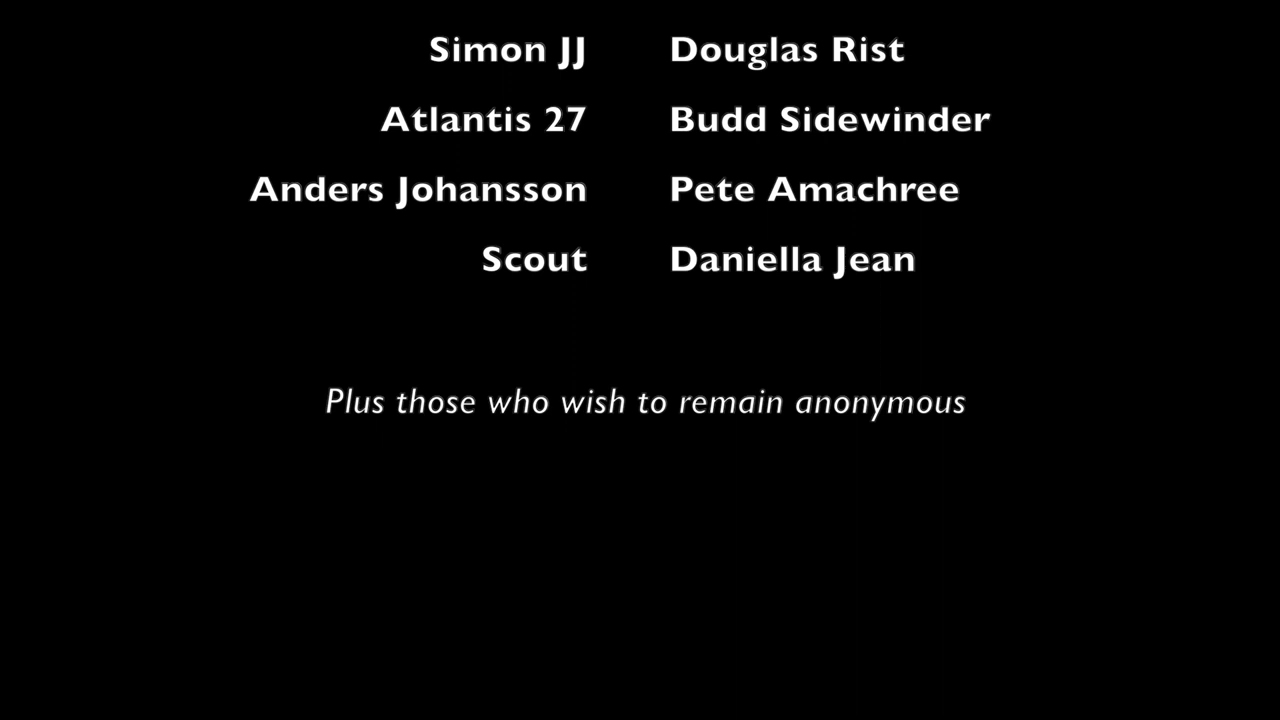 Simon JJ Douglas Rist
Atlantis 27 Budd Sidewinder
Anders Johansson Pete Amachree
Scout Daniella Jean
Plus those who wish to remain anonymous